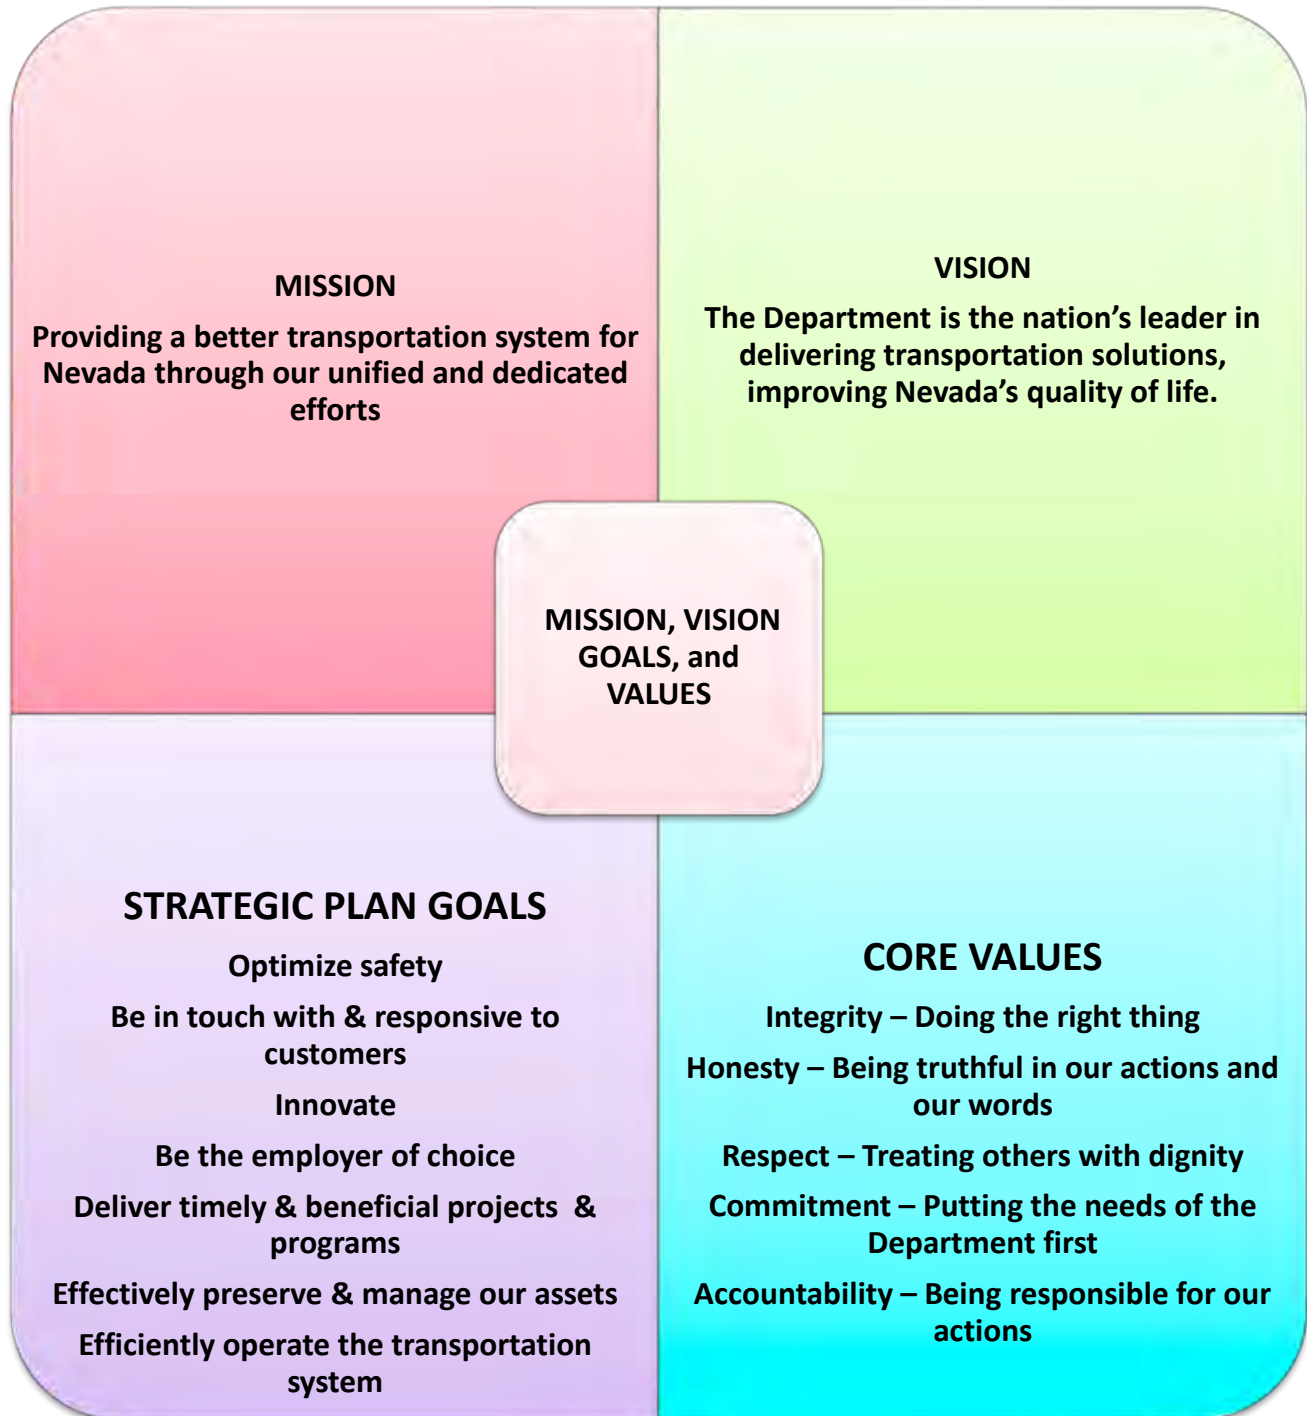 MISSION
Providing a better transportation system for
Nevada through our unified and dedicated
efforts
VISION
The Department is the nation’s leader in
delivering transportation solutions,
improving Nevada’s quality of life.
MISSION, VISION
GOALS, and
VALUES
STRATEGIC PLAN GOALS
Optimize safety
Be in touch with & responsive to
customers
Innovate
Be the employer of choice
Deliver timely & beneficial projects &
programs
Effectively preserve & manage our assets
Efficiently operate the transportation
system
CORE VALUES
Integrity – Doing the right thing
Honesty – Being truthful in our actions and
our words
Respect – Treating others with dignity
Commitment – Putting the needs of the
Department first
Accountability – Being responsible for our
actions